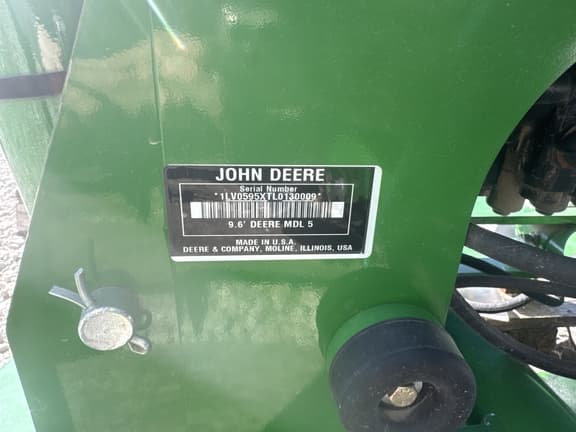 JOHN DEERE
Serial Number
*1LV0595XTL0130009*
9.6' DEERE MDL 5
MADE IN U.S.A.
DEERE & COMPANY, MOLINE, ILLINOIS, USA